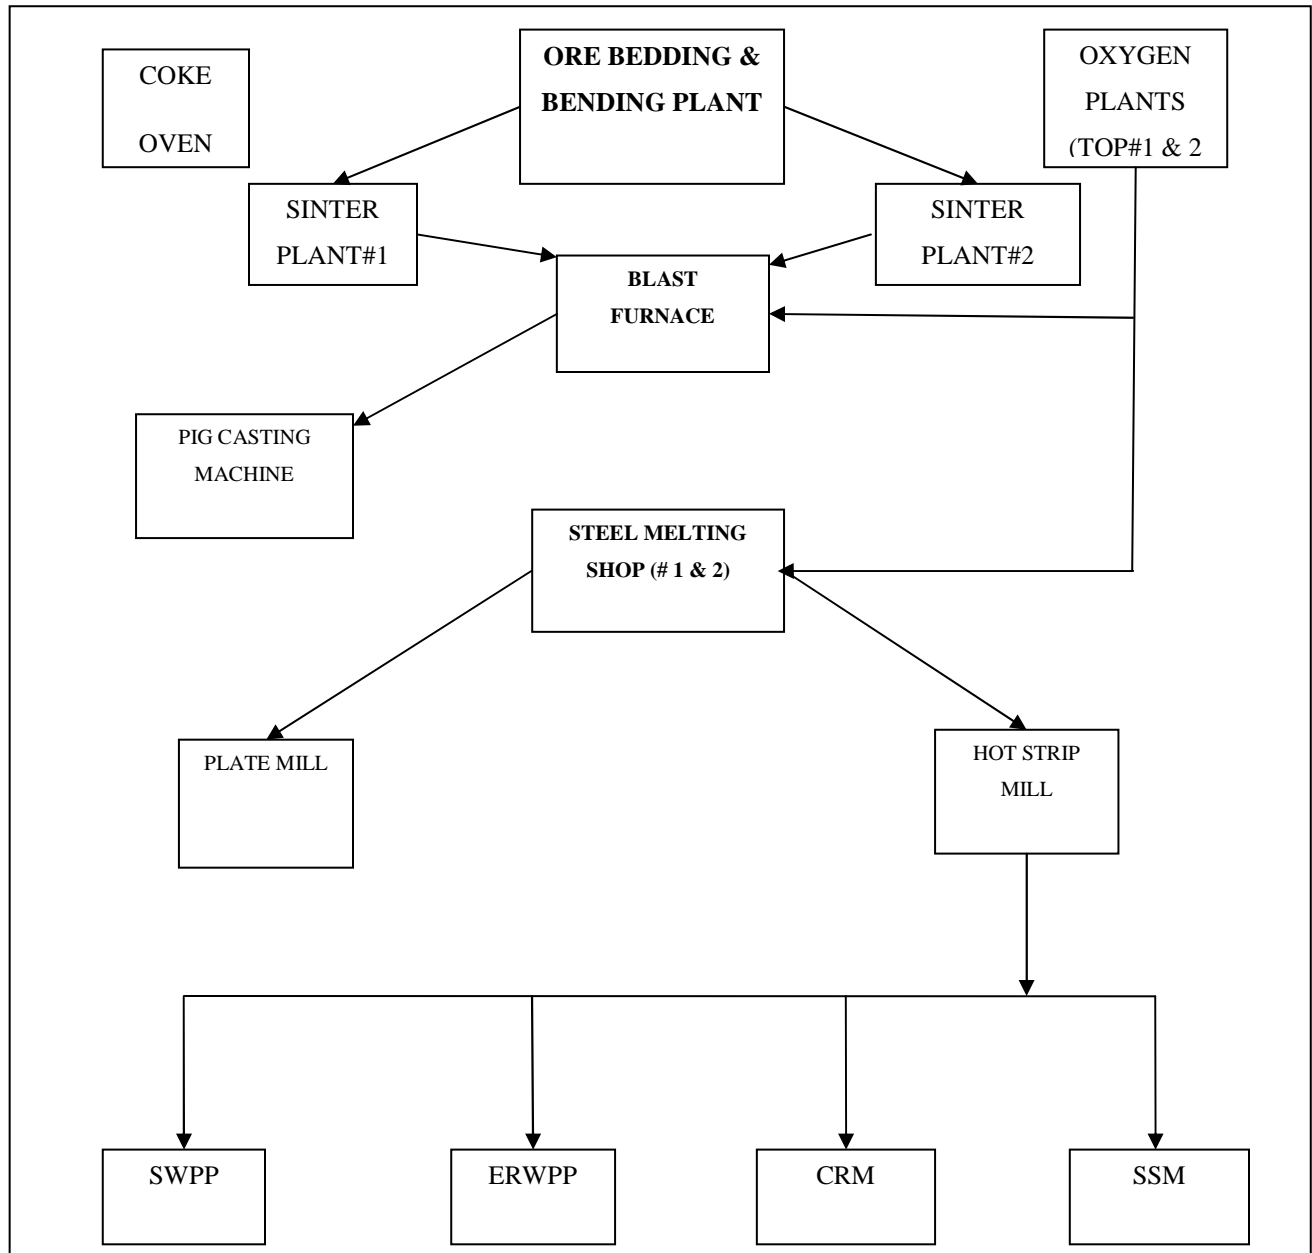 COKE
OVEN
ORE BEDDING &
BENDING PLANT
OXYGEN
PLANTS
(TOP#1 & 2
SINTER
PLANT#1
SINTER
PLANT#2
BLAST
FURNACE
PIG CASTING
MACHINE
STEEL MELTING
SHOP (# 1 & 2)
PLATE MILL
HOT STRIP
MILL
SWPP
ERWPP
CRM
SSM